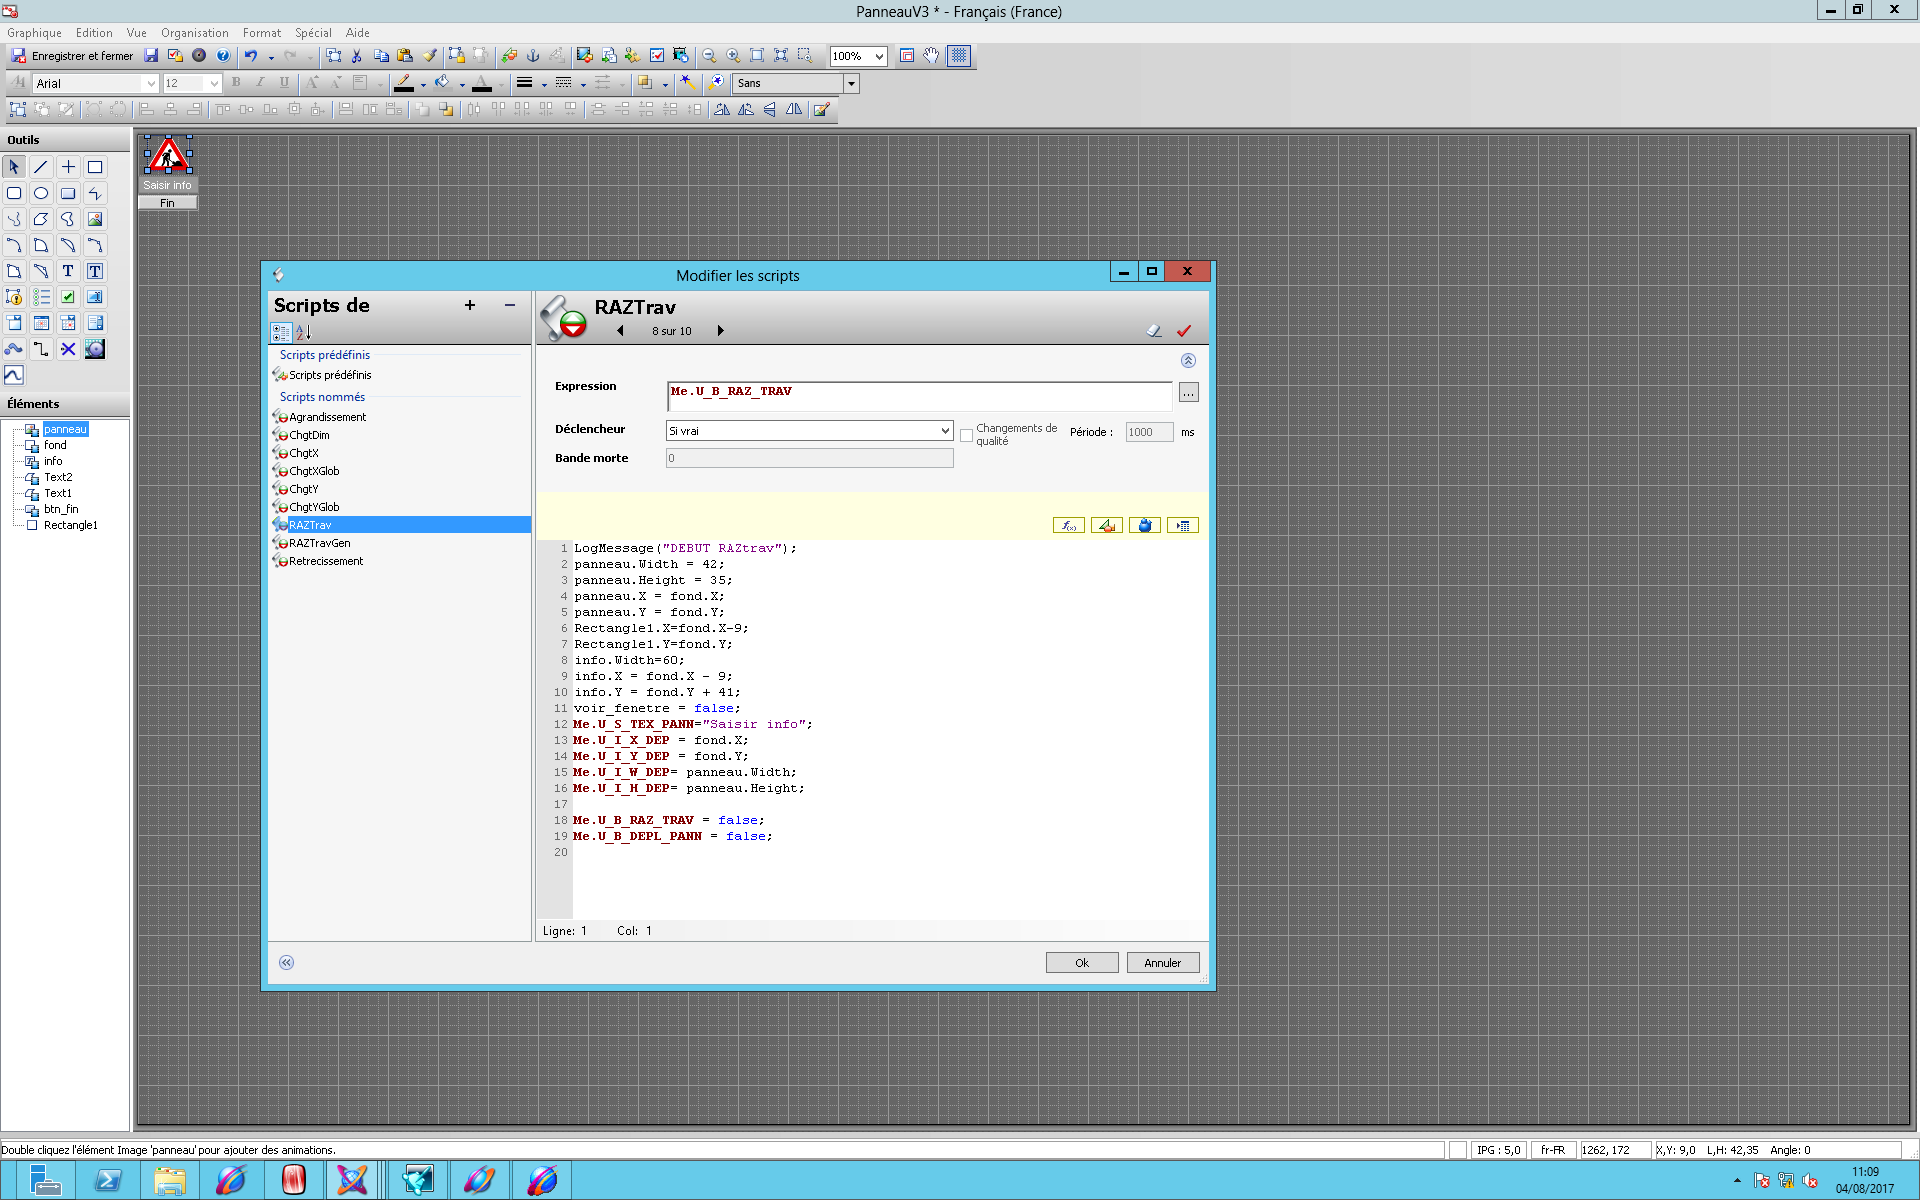 PanneauV3 * - Français (France)
Graphique Edition Vue Organisation Format Spécial Aide
Enregistrer et fermer 100%
Arial 12 B I U Sans
Outils
Éléments
panneau
fond
info
Text2
Text1
btn_fin
Rectangle1
Saisir info
Fin
Modifier les scripts
Scripts de + −
Scripts prédéfinis
Scripts prédéfinis
Scripts nommés
Agrandissement
ChgtDim
ChgtX
ChgtXGlob
ChgtY
ChgtYGlob
RAZTrav
RAZTravGen
Retrecissement
RAZTrav
8 sur 10
Expression Me.U_B_RAZ_TRAV ...
Déclencheur Si vrai Changements de qualité Période : 1000 ms
Bande morte 0
1 LogMessage("DEBUT RAZtrav");
2 panneau.Width = 42;
3 panneau.Height = 35;
4 panneau.X = fond.X;
5 panneau.Y = fond.Y;
6 Rectangle1.X=fond.X-9;
7 Rectangle1.Y=fond.Y;
8 info.Width=60;
9 info.X = fond.X - 9;
10 info.Y = fond.Y + 41;
11 voir_fenetre = false;
12 Me.U_S_TEX_PANN="Saisir info";
13 Me.U_I_X_DEP = fond.X;
14 Me.U_I_Y_DEP = fond.Y;
15 Me.U_I_W_DEP= panneau.Width;
16 Me.U_I_H_DEP= panneau.Height;
17
18 Me.U_B_RAZ_TRAV = false;
19 Me.U_B_DEPL_PANN = false;
20
Ligne: 1 Col: 1
Ok Annuler
Double cliquez l'élément Image 'panneau' pour ajouter des animations. IPG : 5,0 fr-FR 1262, 172 X,Y: 9,0 L,H: 42,35 Angle: 0
11:09
04/08/2017